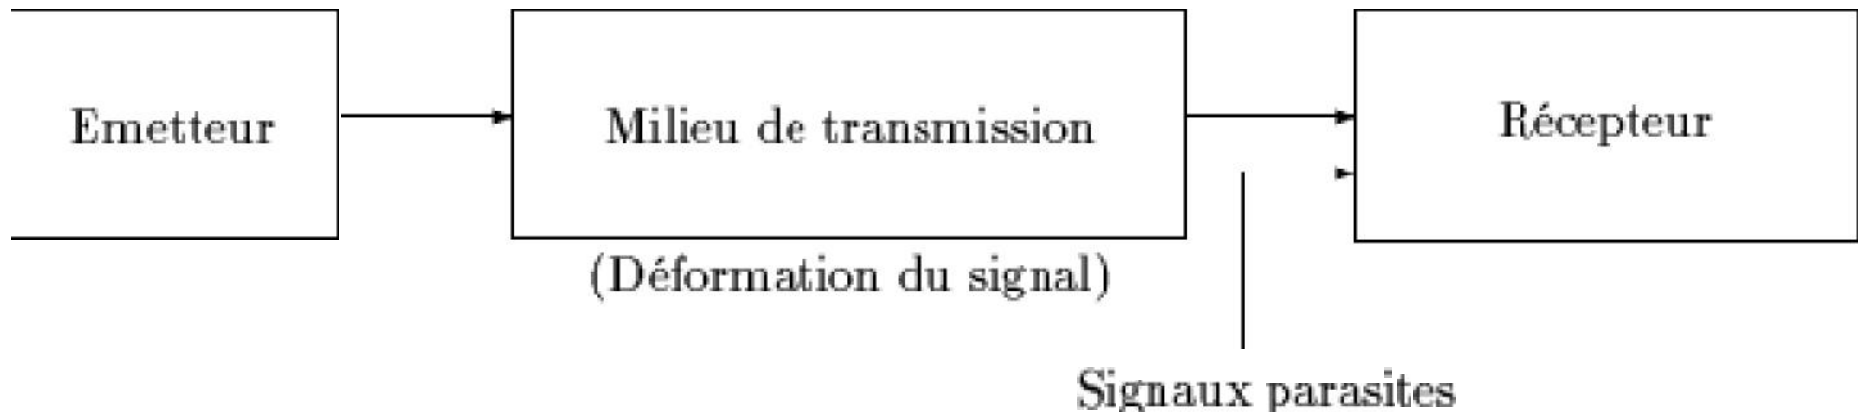 Emetteur
Milieu de transmission
Récepteur
(Déformation du signal)
Signaux parasites